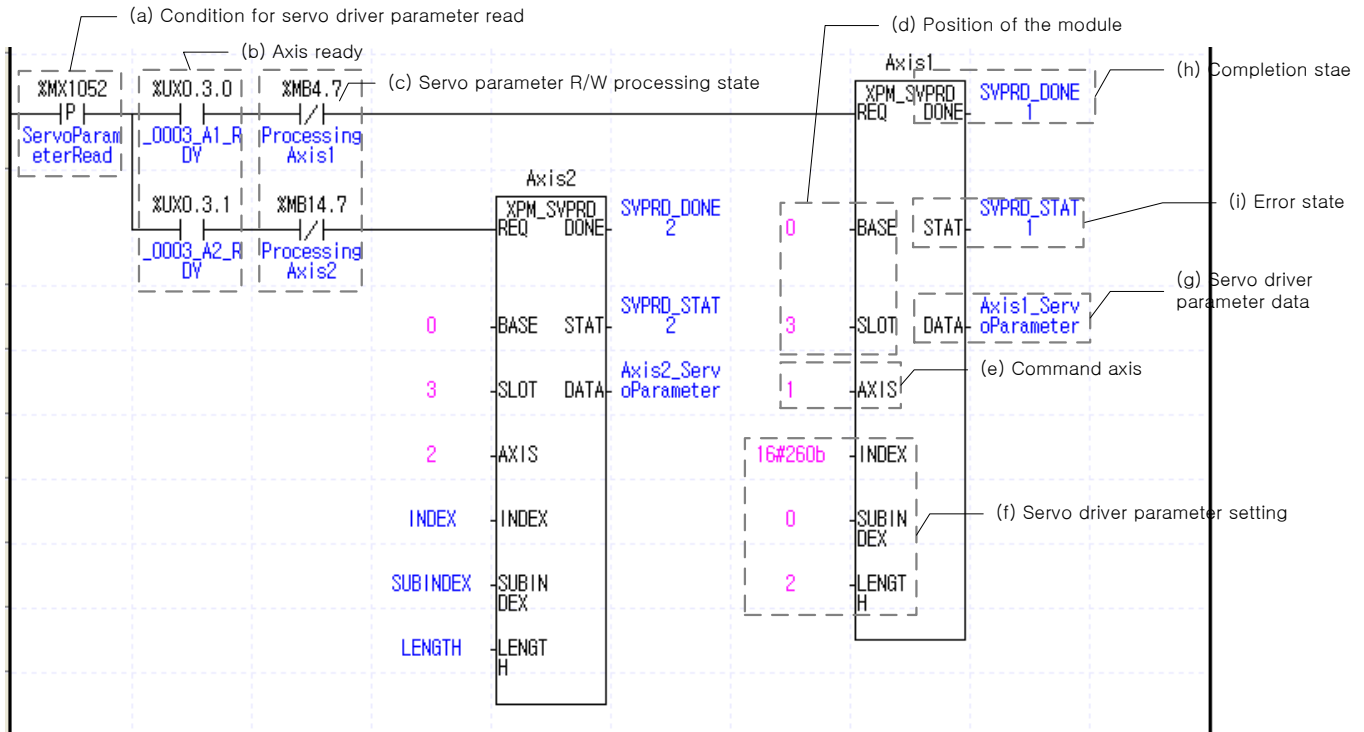 (a) Condition for servo driver parameter read
(d) Position of the module
(b) Axis ready
(c) Servo parameter R/W processing state
(h) Completion stae
%MX1052
P
ServoParam
eterRead
%UX0.3.0
_0003_A1_R
DY
%MB4.7
Processing
Axis1
Axis1
XPM_SVPRD
REQ DONE
SVPRD_DONE
1
%UX0.3.1
_0003_A2_R
DY
%MB14.7
Processing
Axis2
Axis2
XPM_SVPRD
REQ DONE
SVPRD_DONE
2
0
BASE STAT
SVPRD_STAT
1
(i) Error state
0
BASE STAT
SVPRD_STAT
2
3
SLOT DATA
Axis1_Serv
oParameter
(g) Servo driver
parameter data
3
SLOT DATA
Axis2_Serv
oParameter
1
AXIS
(e) Command axis
2
AXIS
16#260b
INDEX
INDEX
INDEX
0
SUBIN
DEX
(f) Servo driver parameter setting
SUBINDEX
SUBIN
DEX
2
LENGT
H
LENGTH
LENGT
H